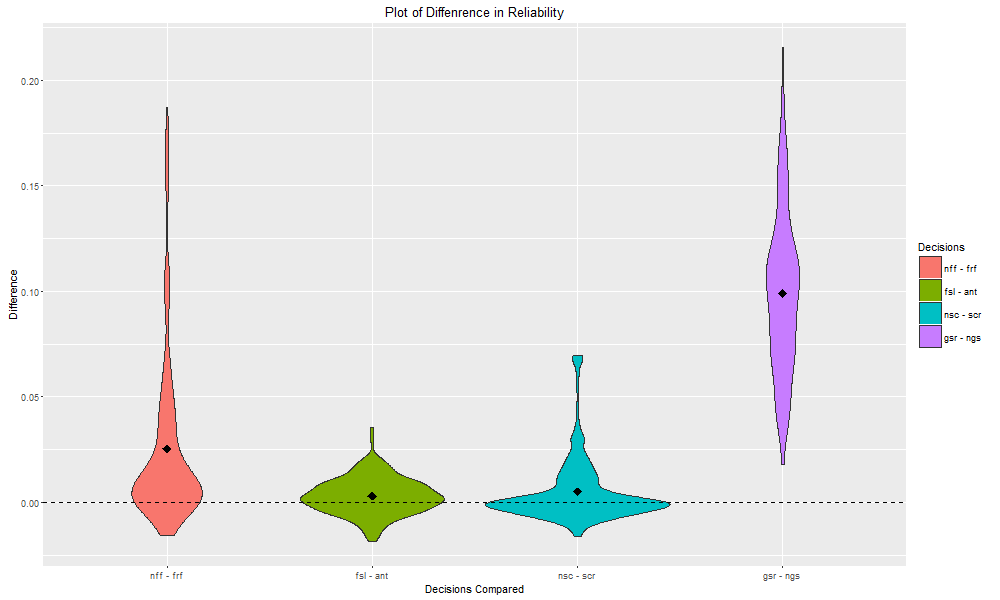 Plot of Diffenrence in Reliability
Difference
0.20
0.15
0.10
0.05
0.00
nff - frf
fsl - ant
nsc - scr
gsr - ngs
Decisions Compared
Decisions
nff - frf
fsl - ant
nsc - scr
gsr - ngs